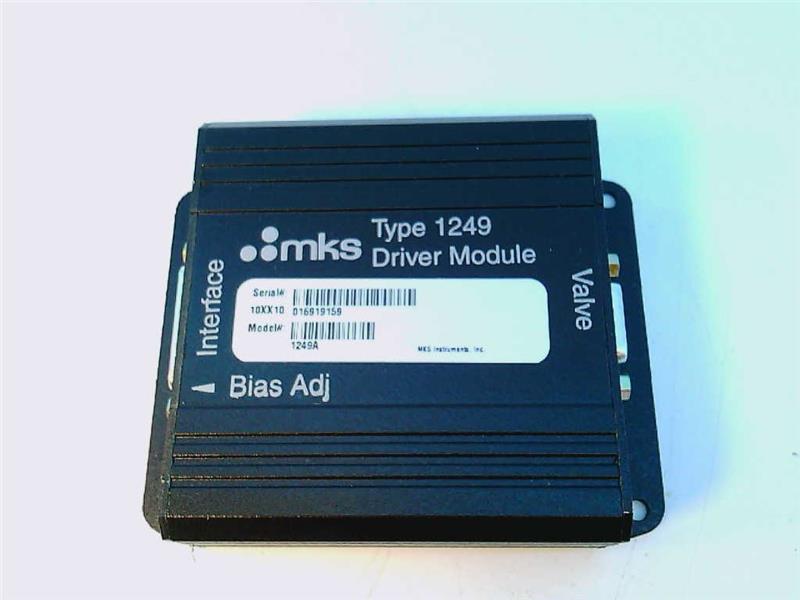 mks
Type 1249
Driver Module
Interface
Valve
Serial#
10XX10 016919159
Model#
1249A
MKS Instruments, Inc.
Bias Adj